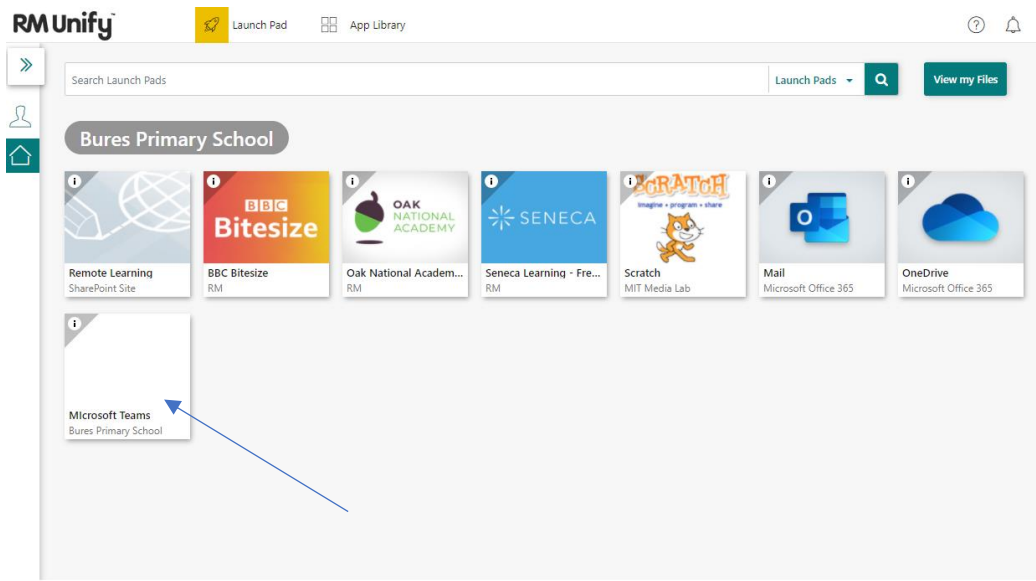 RM Unify
Launch Pad
App Library
Search Launch Pads
Launch Pads
View my Files
Bures Primary School
BBC
Bitesize
OAK
NATIONAL
ACADEMY
SENECA
SCRATCH
imagine • program • share
O
Remote Learning
SharePoint Site
BBC Bitesize
RM
Oak National Academ...
RM
Seneca Learning - Fre...
RM
Scratch
MIT Media Lab
Mail
Microsoft Office 365
OneDrive
Microsoft Office 365
MIcrosoft Teams
Bures Primary School